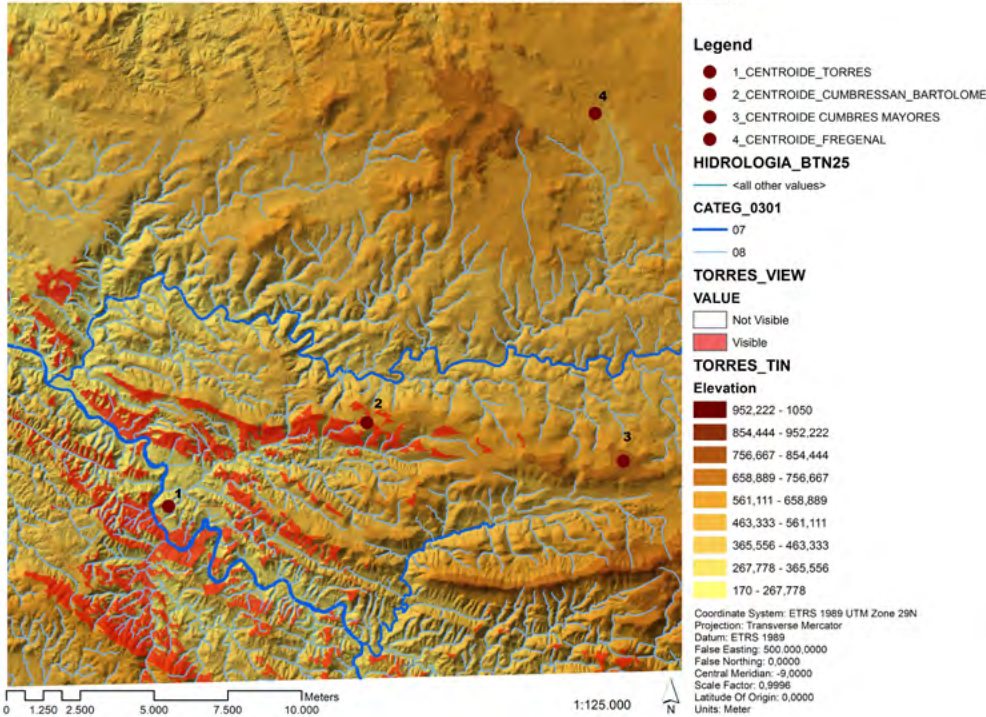 Legend
1_CENTROIDE_TORRES
2_CENTROIDE_CUMBRESSAN_BARTOLOME
3_CENTROIDE CUMBRES MAYORES
4_CENTROIDE_FREGENAL
HIDROLOGIA_BTN25
<all other values>
CATEG_0301
07
08
TORRES_VIEW
VALUE
Not Visible
Visible
TORRES_TIN
Elevation
952,222 - 1050
854,444 - 952,222
756,667 - 854,444
658,889 - 756,667
561,111 - 658,889
463,333 - 561,111
365,556 - 463,333
267,778 - 365,556
170 - 267,778
Coordinate System: ETRS 1989 UTM Zone 29N
Projection: Transverse Mercator
Datum: ETRS 1989
False Easting: 500.000,0000
False Northing: 0,0000
Central Meridian: -9,0000
Scale Factor: 0,9996
Latitude Of Origin: 0,0000
Units: Meter
4
2
3
1
Meters
0 1.250 2.500 5.000 7.500 10.000
1:125.000
N